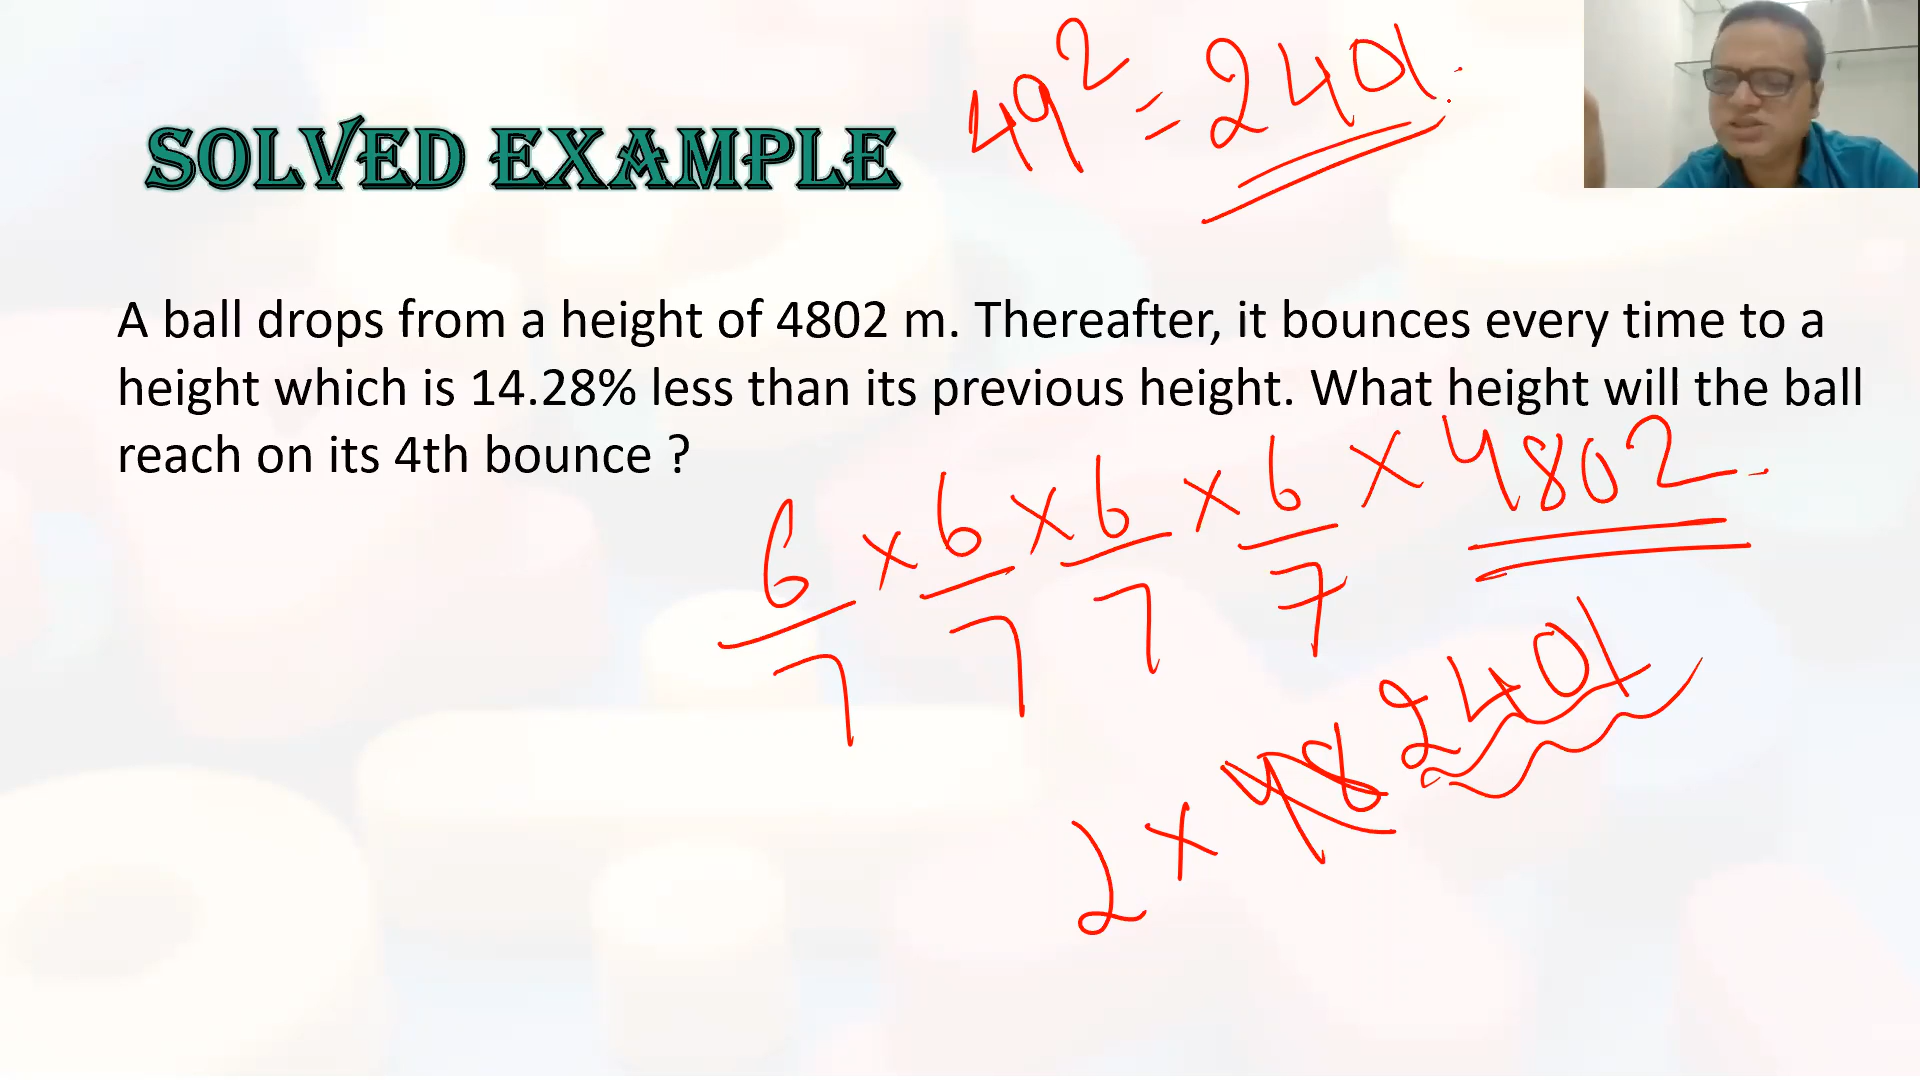 49² = 2401.
SOLVED EXAMPLE
A ball drops from a height of 4802 m. Thereafter, it bounces every time to a
height which is 14.28% less than its previous height. What height will the ball
reach on its 4th bounce ?
6/7 × 6/7 × 6/7 × 6/7 × 4802
2 × 2401